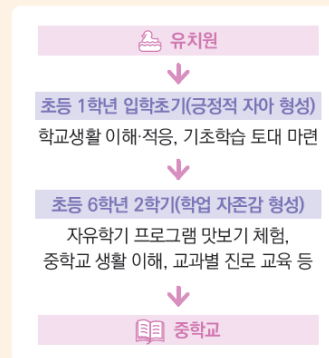 유치원
초등 1학년 입학초기(긍정적 자아 형성)
학교생활 이해·적응, 기초학습 토대 마련
초등 6학년 2학기(학업 자존감 형성)
자유학기 프로그램 맛보기 체험,
중학교 생활 이해, 교과별 진로 교육 등
중학교